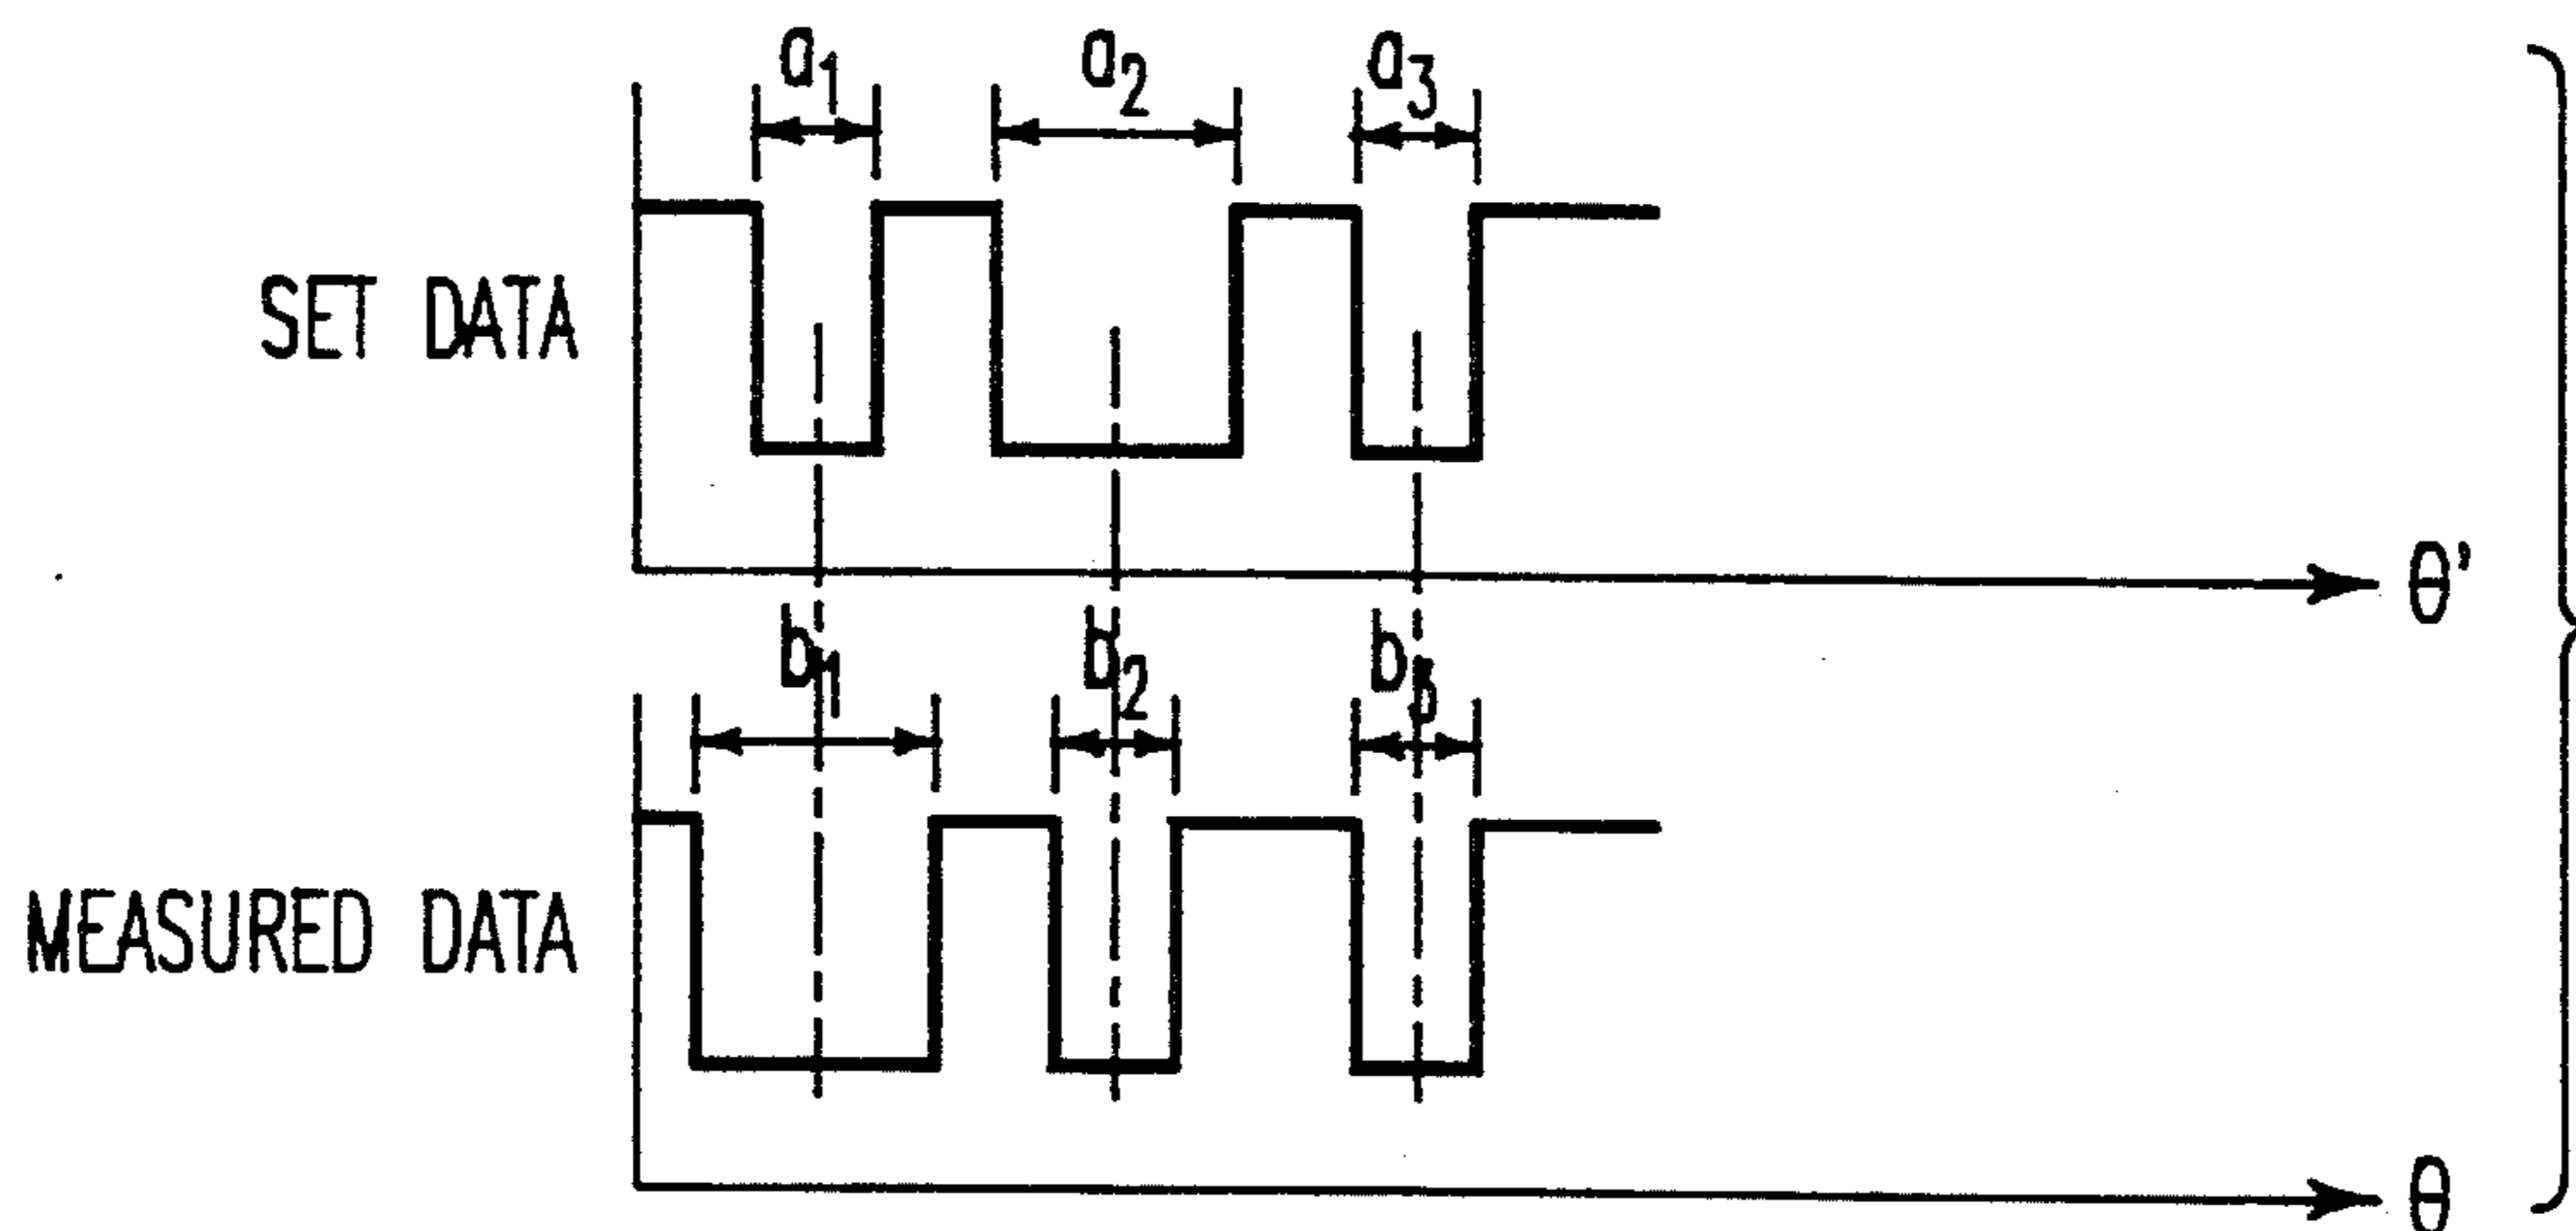 a1 a2 a3
SET DATA
θ'
b1 b2 b3
MEASURED DATA
θ